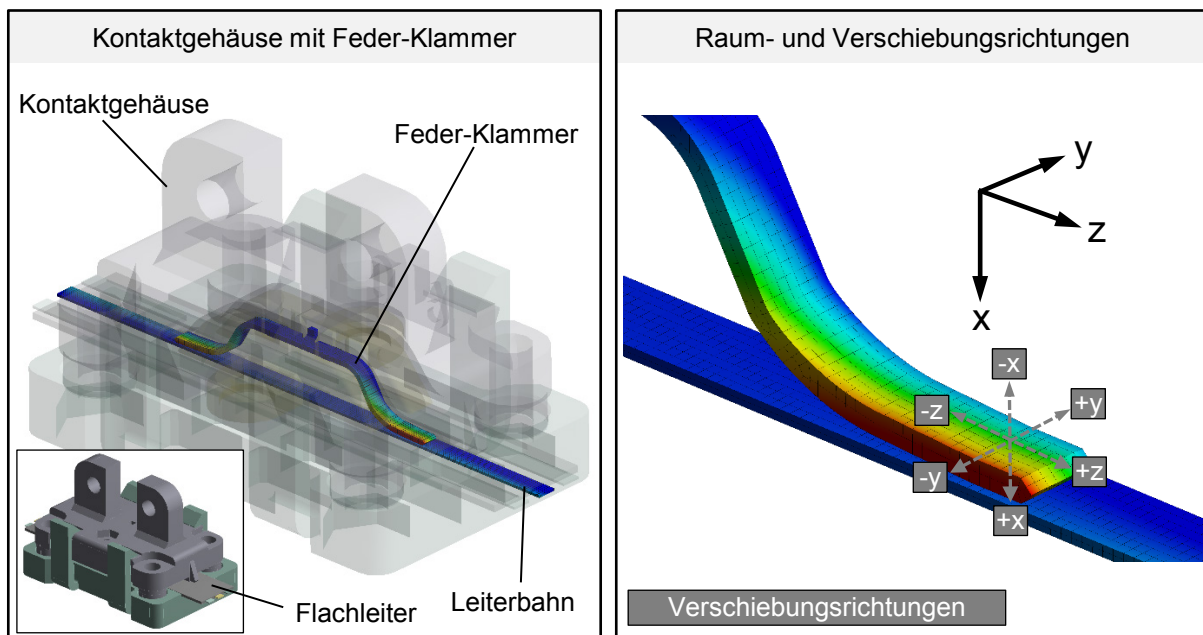 Kontaktgehäuse mit Feder-Klammer
Kontaktgehäuse
Feder-Klammer
Flachleiter
Leiterbahn
Raum- und Verschiebungsrichtungen
y
z
x
-x
+y
-z
+z
-y
+x
Verschiebungsrichtungen